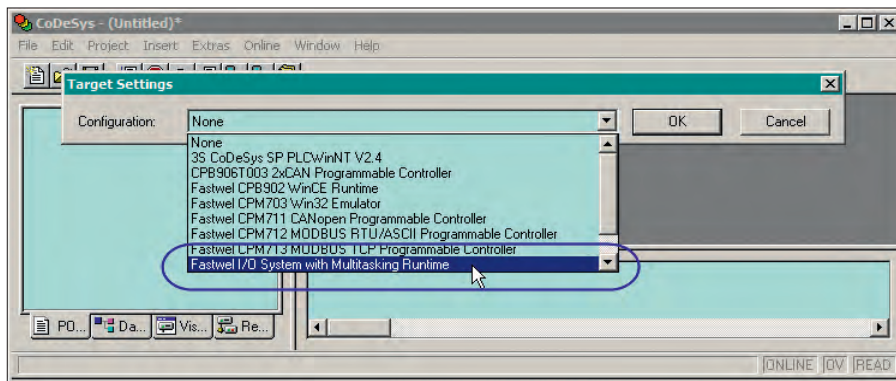 CoDeSys - (Untitled)*
File Edit Project Insert Extras Online Window Help
Target Settings
Configuration: None OK Cancel
None
3S CoDeSys SP PLCWinNT V2.4
CPB906T003 2xCAN Programmable Controller
Fastwel CPB902 WinCE Runtime
Fastwel CPM703 Win32 Emulator
Fastwel CPM711 CANopen Programmable Controller
Fastwel CPM712 MODBUS RTU/ASCII Programmable Controller
Fastwel CPM713 MODBUS TCP Programmable Controller
Fastwel I/O System with Multitasking Runtime
PO... Da... Vis... Re...
ONLINE OV READ